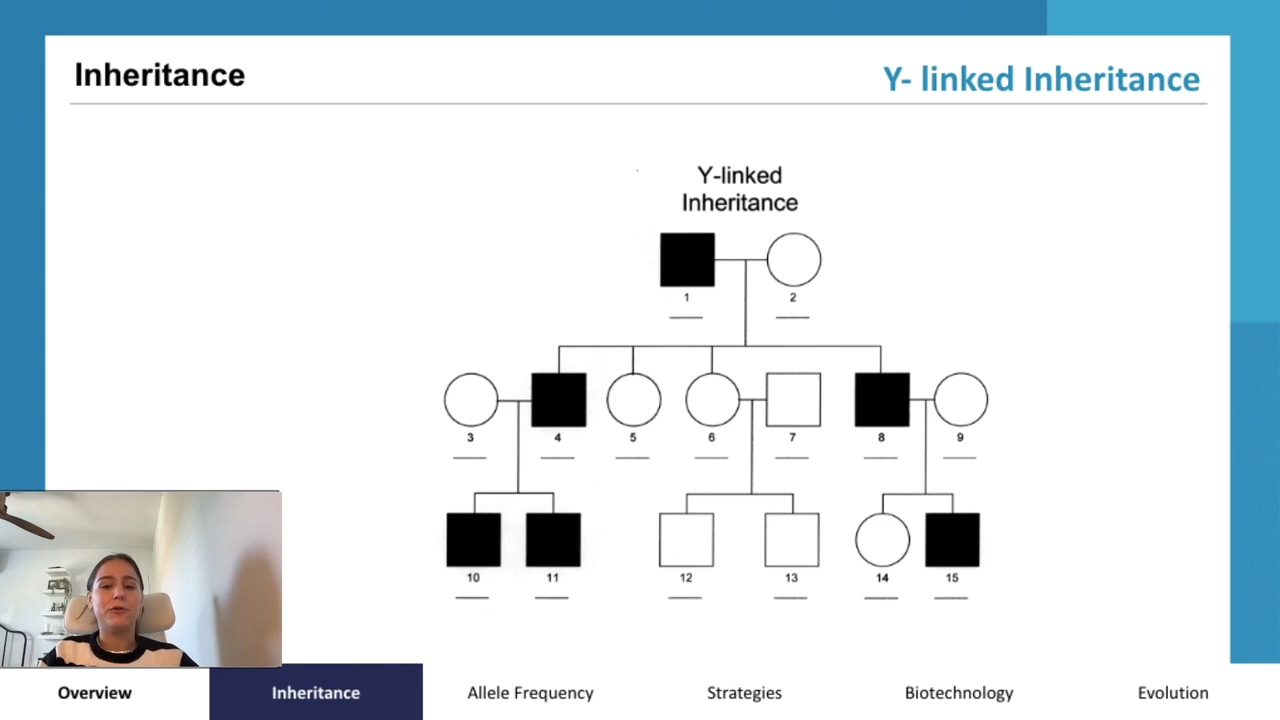 Inheritance
Y- linked Inheritance
Y-linked
Inheritance
1 2
3 4 5 6 7 8 9
10 11 12 13 14 15
Overview Inheritance Allele Frequency Strategies Biotechnology Evolution